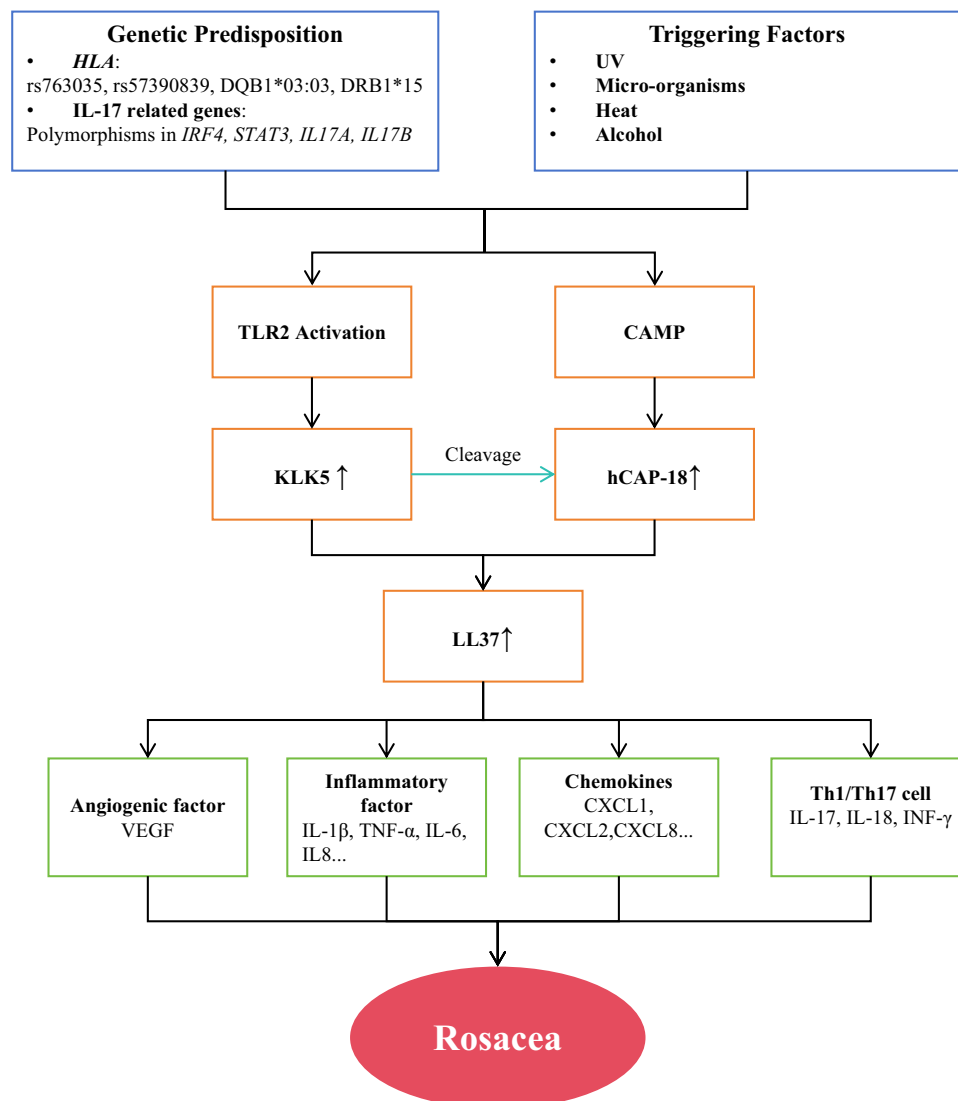 Genetic Predisposition
• HLA:
rs763035, rs57390839, DQB1*03:03, DRB1*15
• IL-17 related genes:
Polymorphisms in IRF4, STAT3, IL17A, IL17B
Triggering Factors
• UV
• Micro-organisms
• Heat
• Alcohol
TLR2 Activation
CAMP
KLK5 ↑
Cleavage
hCAP-18↑
LL37↑
Angiogenic factor
VEGF
Inflammatory
factor
IL-1β, TNF-α, IL-6,
IL8...
Chemokines
CXCL1,
CXCL2,CXCL8...
Th1/Th17 cell
IL-17, IL-18, INF-γ
Rosacea